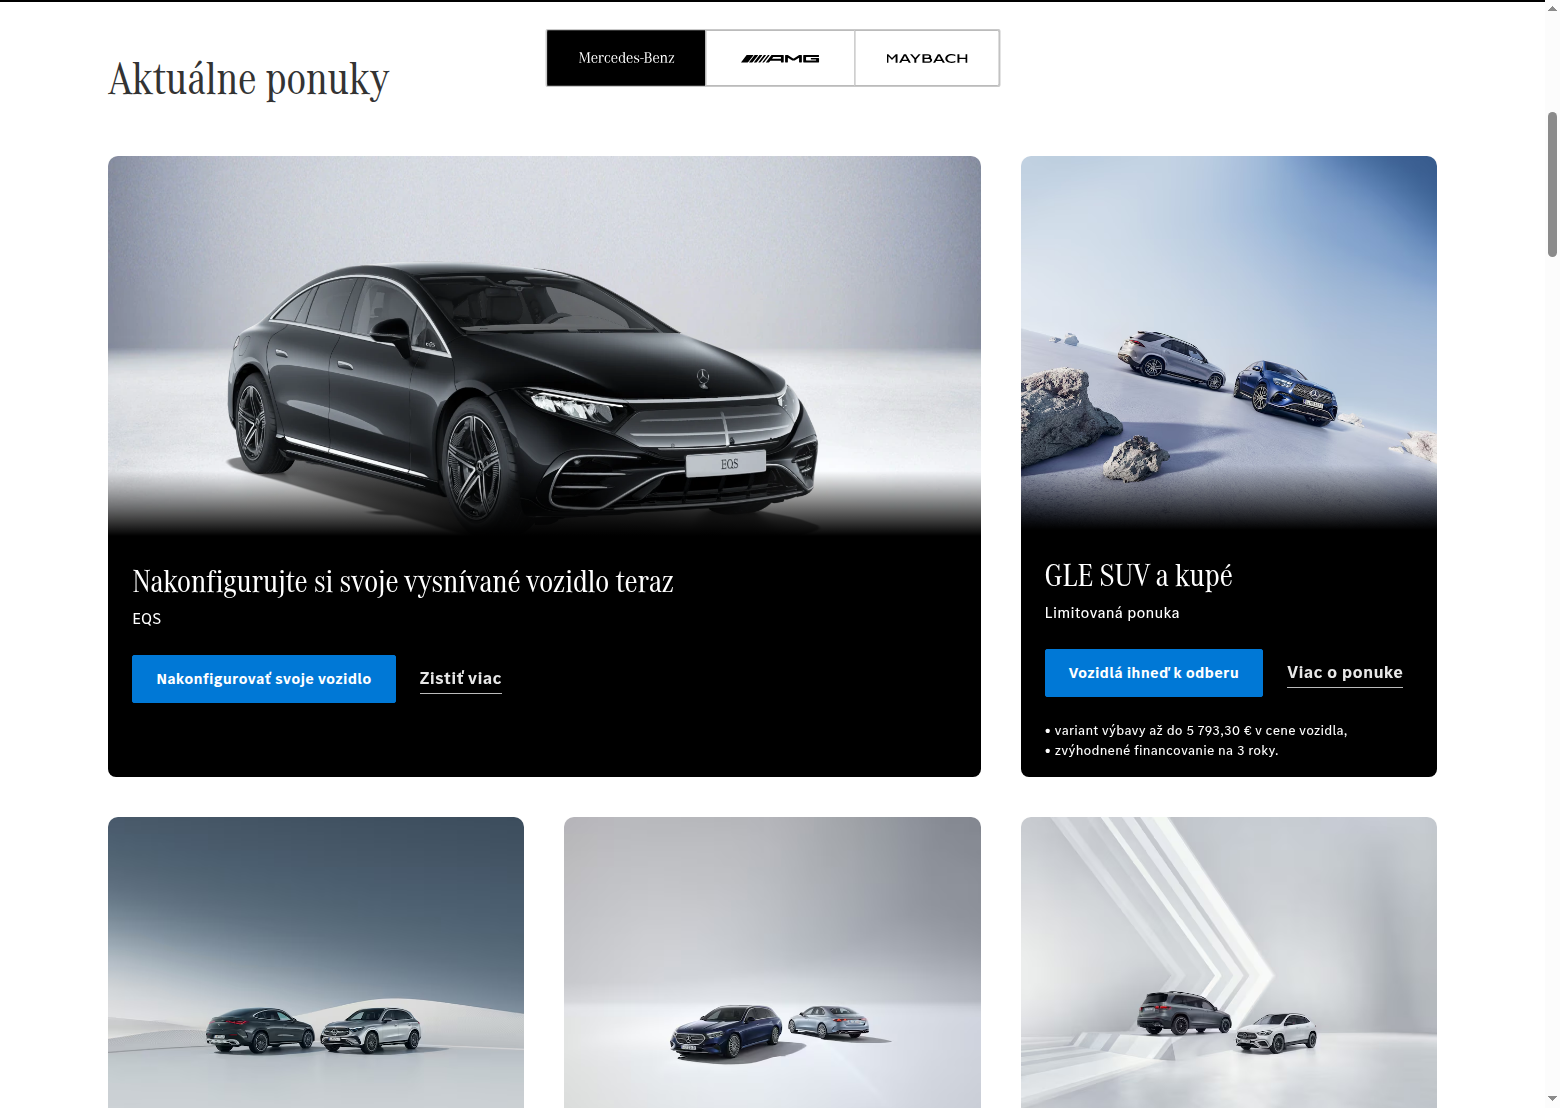 Aktuálne ponuky
Mercedes-Benz
AMG
MAYBACH
EQS
Nakonfigurujte si svoje vysnívané vozidlo teraz
EQS
Nakonfigurovať svoje vozidlo
Zistiť viac
GLE SUV a kupé
Limitovaná ponuka
Vozidlá ihneď k odberu
Viac o ponuke
• variant výbavy až do 5 793,30 € v cene vozidla,
• zvýhodnené financovanie na 3 roky.